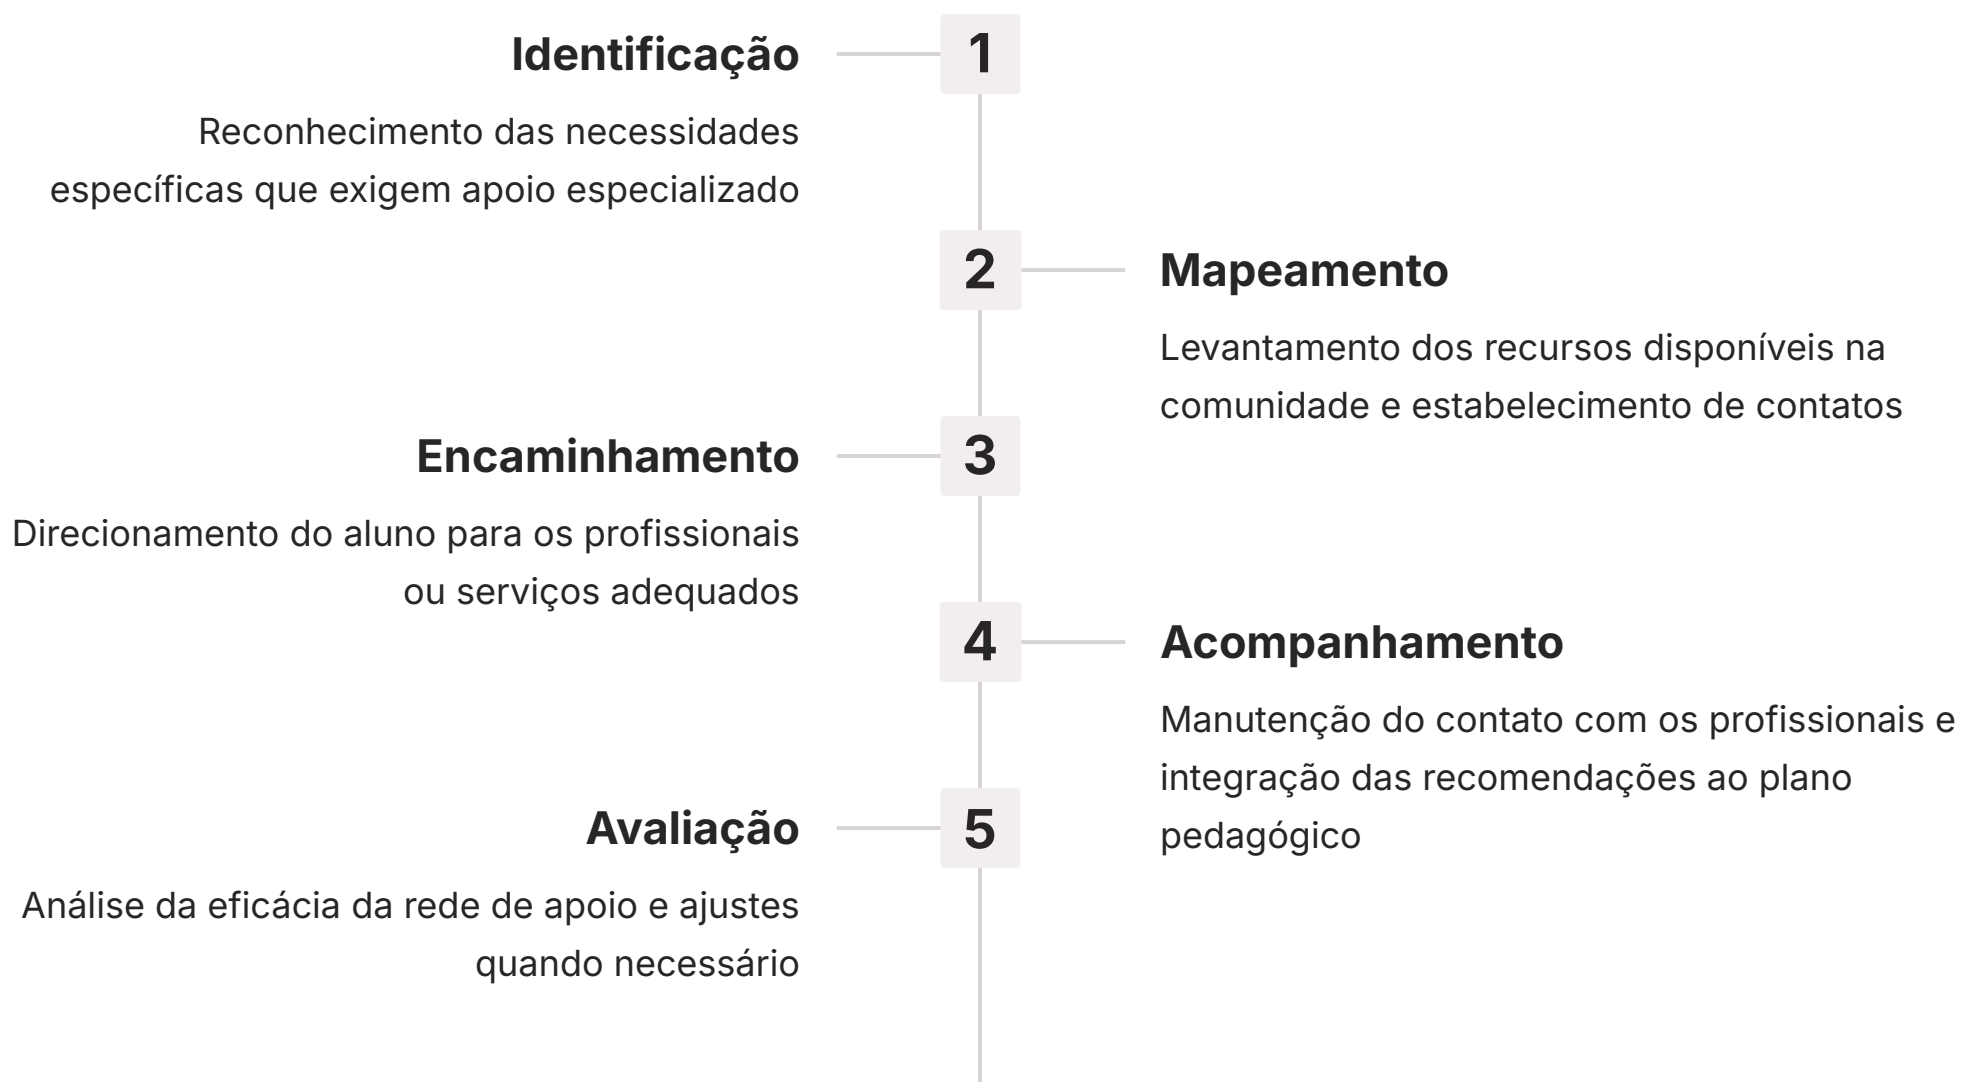 Identificação
1
Reconhecimento das necessidades
específicas que exigem apoio especializado
2
Mapeamento
Levantamento dos recursos disponíveis na
comunidade e estabelecimento de contatos
Encaminhamento
3
Direcionamento do aluno para os profissionais
ou serviços adequados
4
Acompanhamento
Manutenção do contato com os profissionais e
integração das recomendações ao plano
pedagógico
Avaliação
5
Análise da eficácia da rede de apoio e ajustes
quando necessário